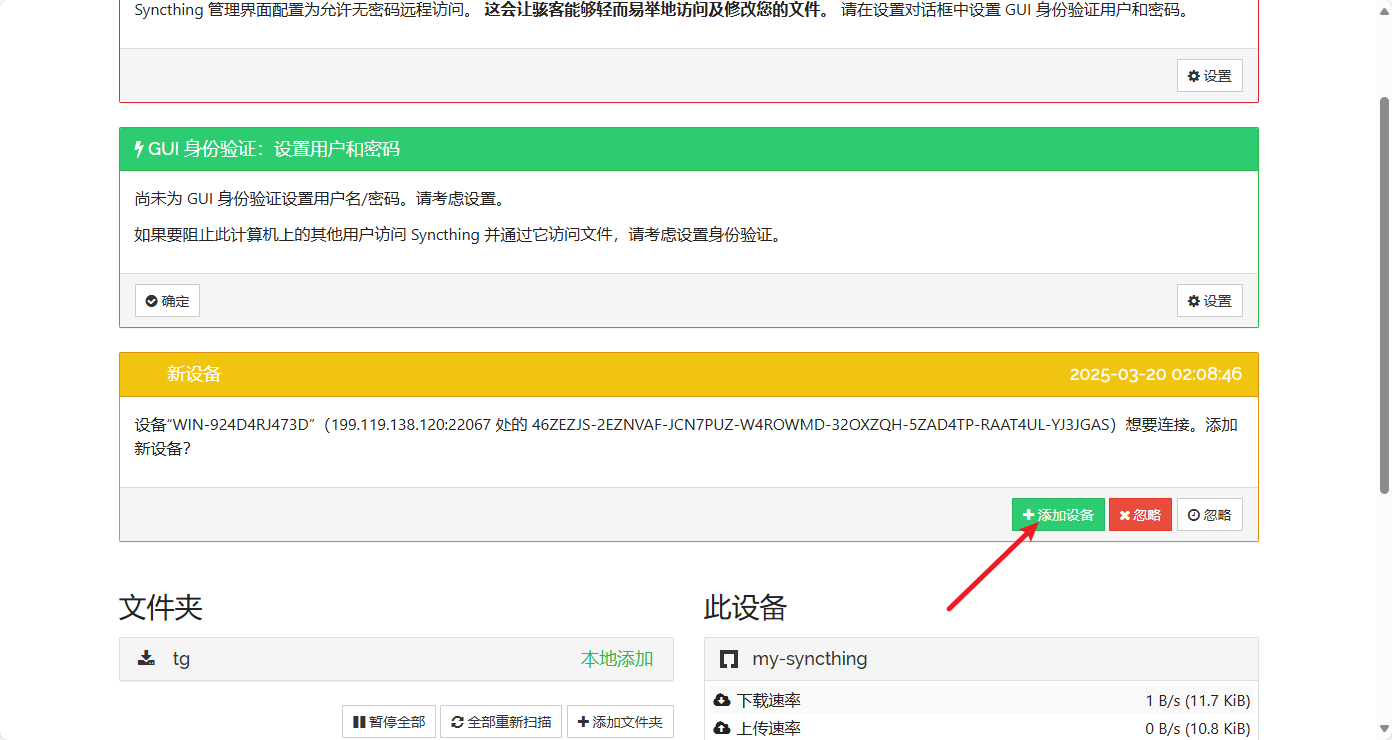 Syncthing 管理界面配置为允许无密码远程访问。 这会让骇客能够轻而易举地访问及修改您的文件。 请在设置对话框中设置 GUI 身份验证用户和密码。
设置
GUI 身份验证：设置用户和密码
尚未为 GUI 身份验证设置用户名/密码。请考虑设置。
如果要阻止此计算机上的其他用户访问 Syncthing 并通过它访问文件，请考虑设置身份验证。
确定 设置
新设备 2025-03-20 02:08:46
设备“WIN-924D4RJ473D”（199.119.138.120:22067 处的 46ZEZJS-2EZNVAF-JCN7PUZ-W4ROWMD-32OXZQH-5ZAD4TP-RAAT4UL-YJ3JGAS）想要连接。添加
新设备？
添加设备 忽略 忽略
文件夹
tg 本地添加
暂停全部 全部重新扫描 添加文件夹
此设备
my-syncthing
下载速率 1 B/s (11.7 KiB)
上传速率 0 B/s (10.8 KiB)